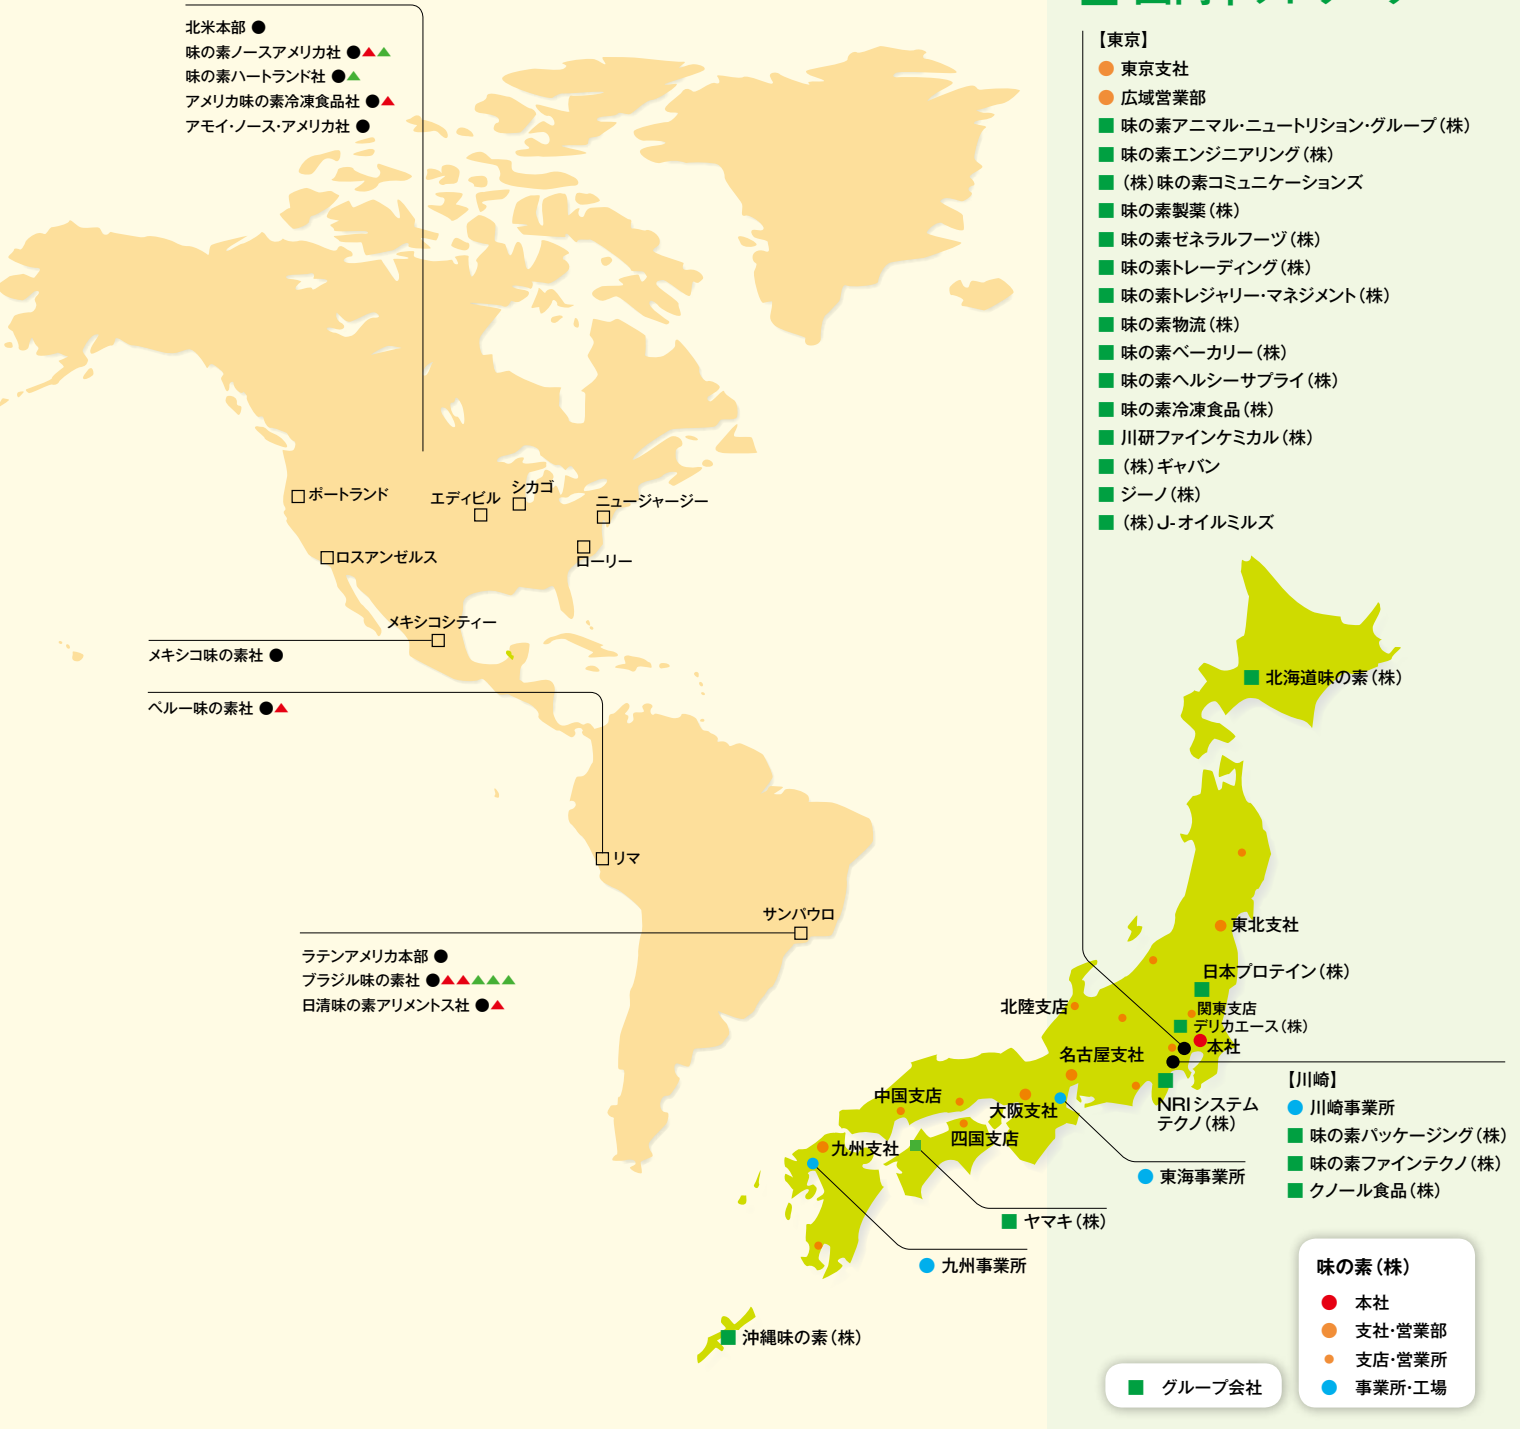 北米本部
味の素ノースアメリカ社
味の素ハートランド社
アメリカ味の素冷凍食品社
アモイ・ノース・アメリカ社
ポートランド
エディビル
シカゴ
ニュージャージー
ロスアンゼルス
ローリー
メキシコシティー
メキシコ味の素社
ペルー味の素社
リマ
サンパウロ
ラテンアメリカ本部
ブラジル味の素社
日清味の素アリメントス社
【東京】
東京支社
広域営業部
味の素アニマル・ニュートリション・グループ(株)
味の素エンジニアリング(株)
(株)味の素コミュニケーションズ
味の素製薬(株)
味の素ゼネラルフーヅ(株)
味の素トレーディング(株)
味の素トレジャリー・マネジメント(株)
味の素物流(株)
味の素ベーカリー(株)
味の素ヘルシーサプライ(株)
味の素冷凍食品(株)
川研ファインケミカル(株)
(株)ギャバン
ジーノ(株)
(株)J-オイルミルズ
北海道味の素(株)
東北支社
日本プロテイン(株)
北陸支店
関東支店
デリカエース(株)
本社
名古屋支社
中国支店
大阪支社
四国支店
九州支社
NRIシステム
テクノ(株)
【川崎】
川崎事業所
味の素パッケージング(株)
味の素ファインテクノ(株)
クノール食品(株)
東海事業所
ヤマキ(株)
九州事業所
沖縄味の素(株)
味の素(株)
本社
支社・営業部
支店・営業所
事業所・工場
グループ会社